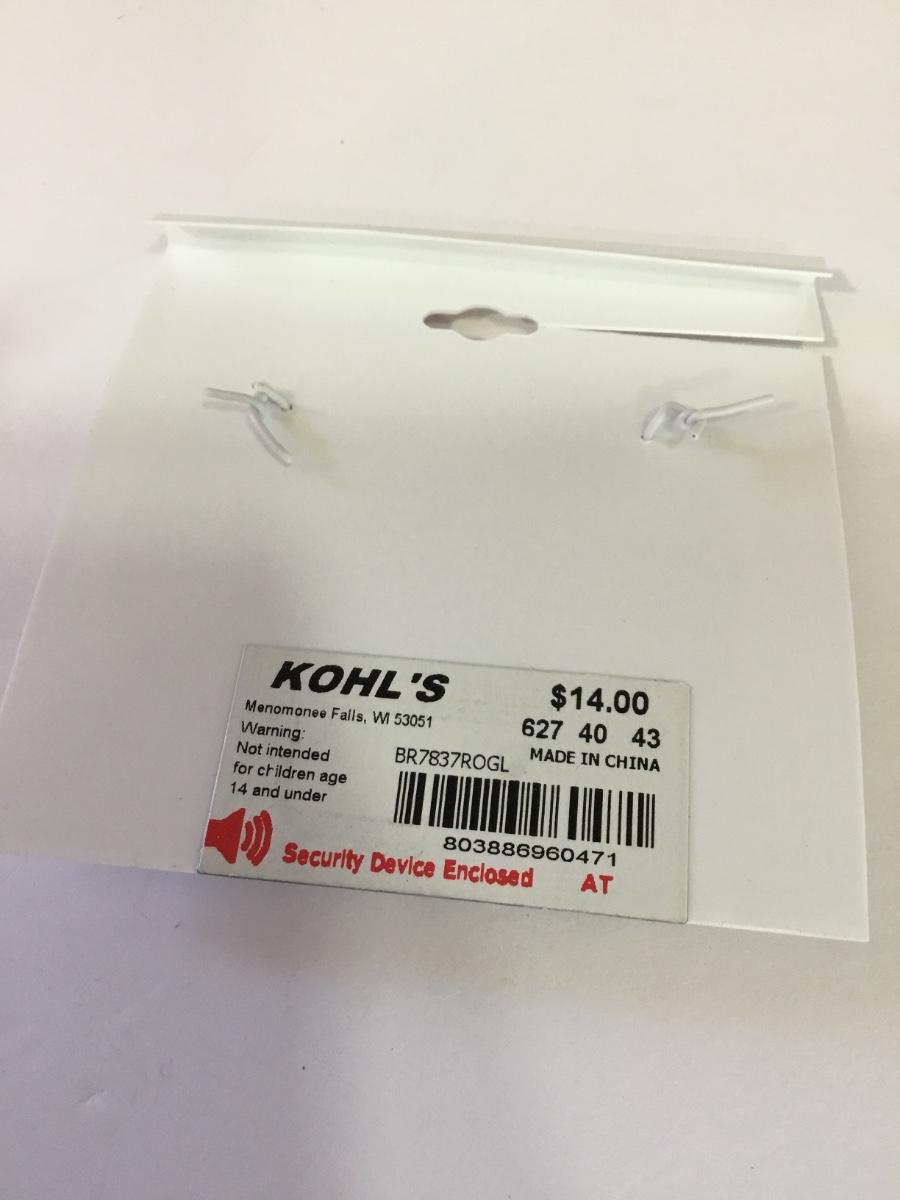 KOHL'S
Menomonee Falls, WI 53051
Warning:
Not intended
for children age
14 and under
$14.00
627 40 43
MADE IN CHINA
BR7837ROGL
803886960471
Security Device Enclosed AT